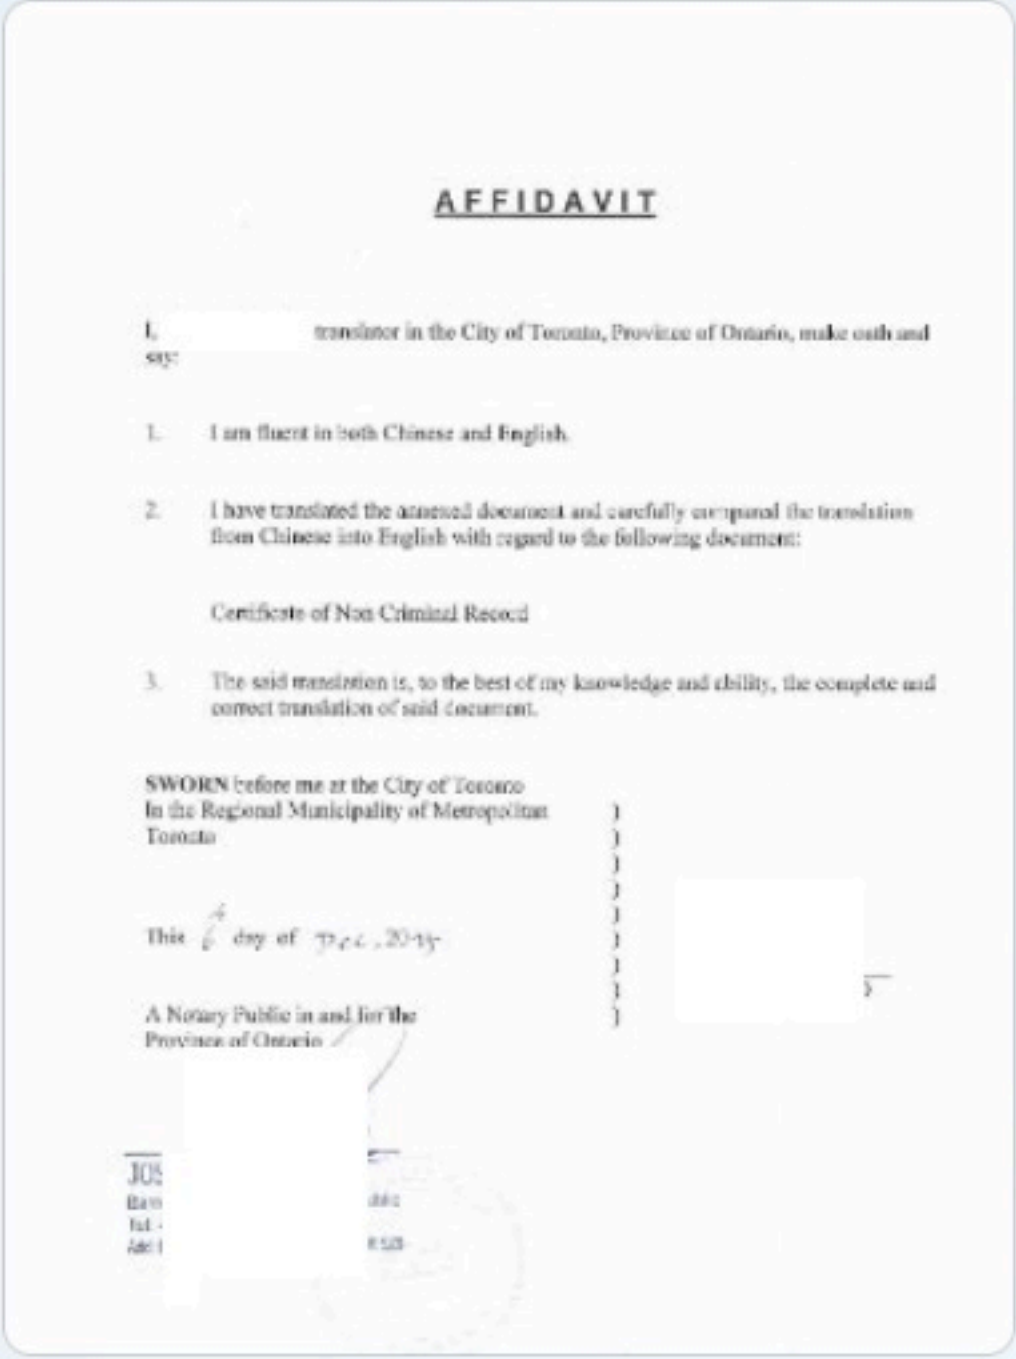 AFFIDAVIT
I, translator in the City of Toronto, Province of Ontario, make oath and
say:
1. I am fluent in both Chinese and English.
2. I have translated the annexed document and carefully compared the translation
from Chinese into English with regard to the following document:
Certificate of Non Criminal Record
3. The said translation is, to the best of my knowledge and ability, the complete and
correct translation of said document.
SWORN before me at the City of Toronto
In the Regional Municipality of Metropolitan )
Toronto )
)
)
)
This day of Dec. )
)
)
A Notary Public in and for the )
Province of Ontario
JOS
Tel